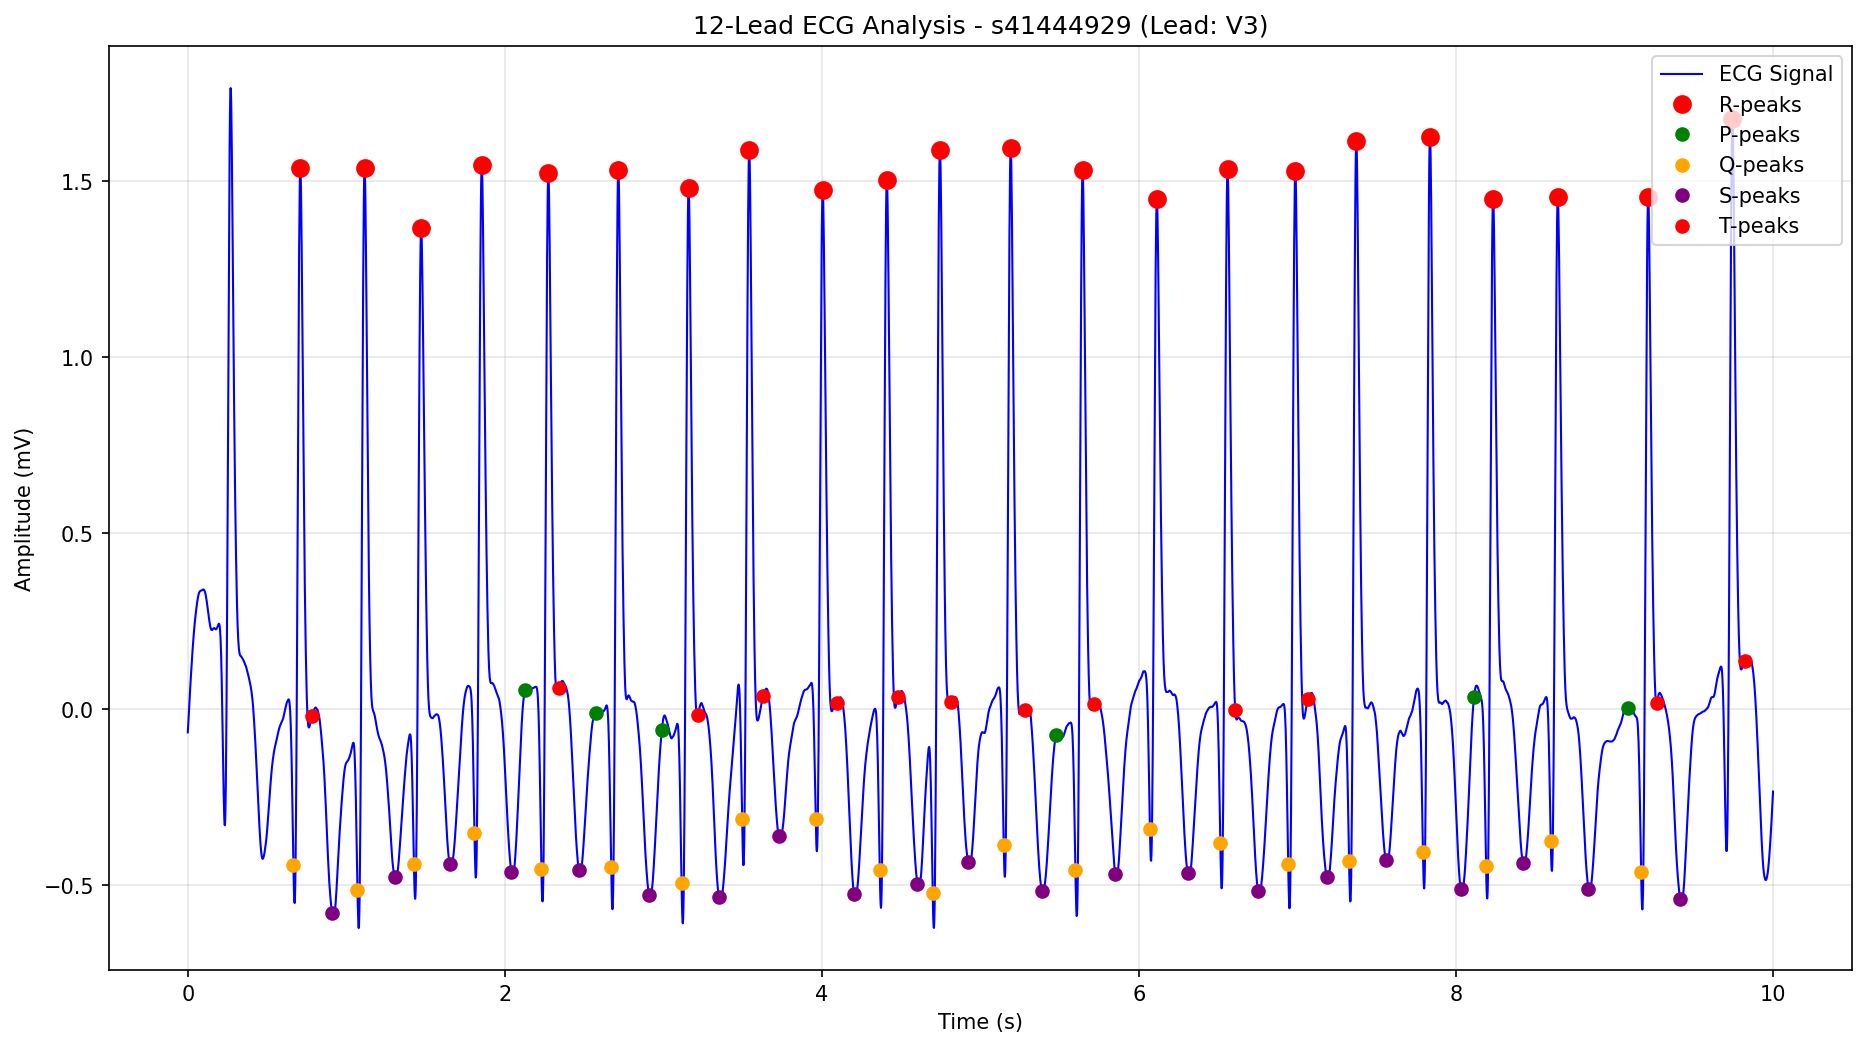 12-Lead ECG Analysis - s41444929 (Lead: V3)
ECG Signal
R-peaks
P-peaks
Q-peaks
S-peaks
T-peaks
Amplitude (mV)
1.5
1.0
0.5
0.0
−0.5
0 2 4 6 8 10
Time (s)